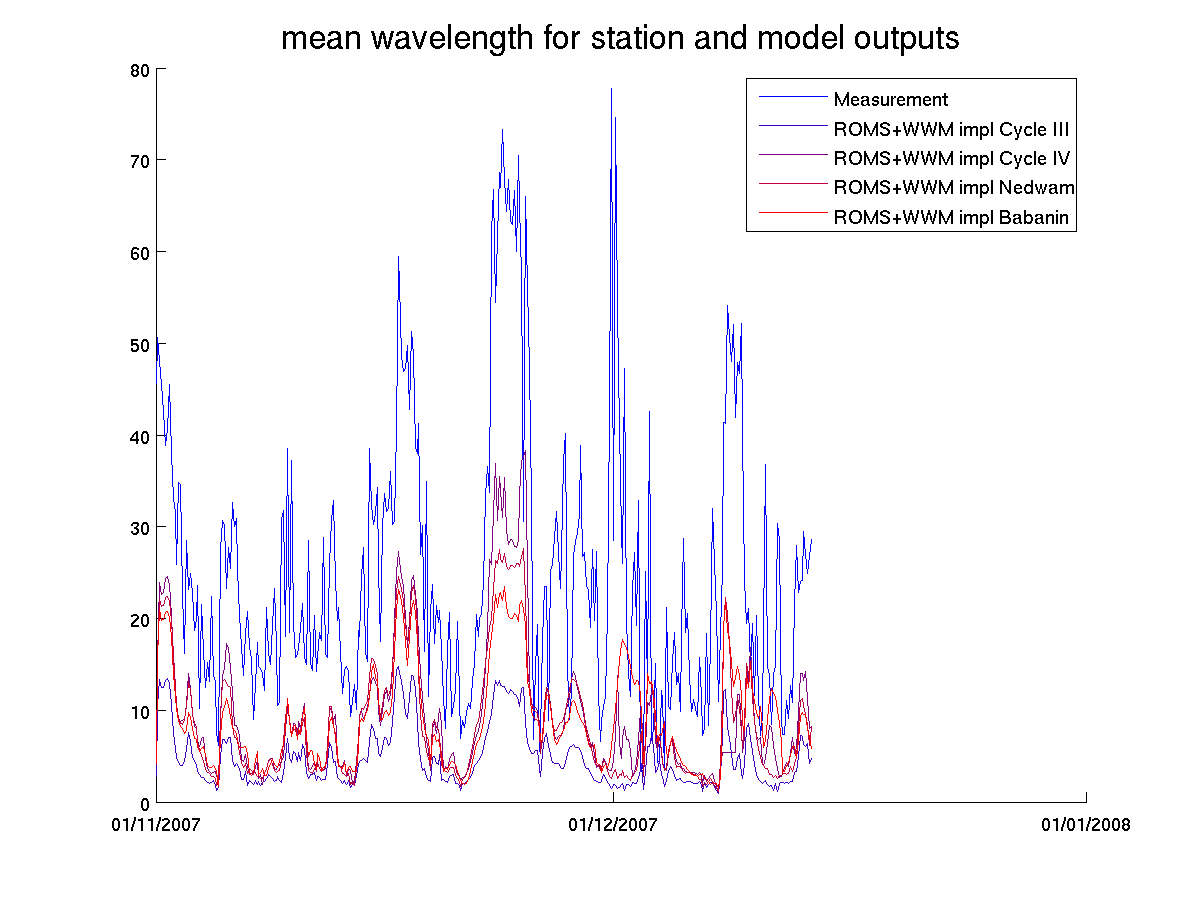 mean wavelength for station and model outputs
80
70
60
50
40
30
20
10
0
Measurement
ROMS+WWM impl Cycle III
ROMS+WWM impl Cycle IV
ROMS+WWM impl Nedwam
ROMS+WWM impl Babanin
01/11/2007
01/12/2007
01/01/2008